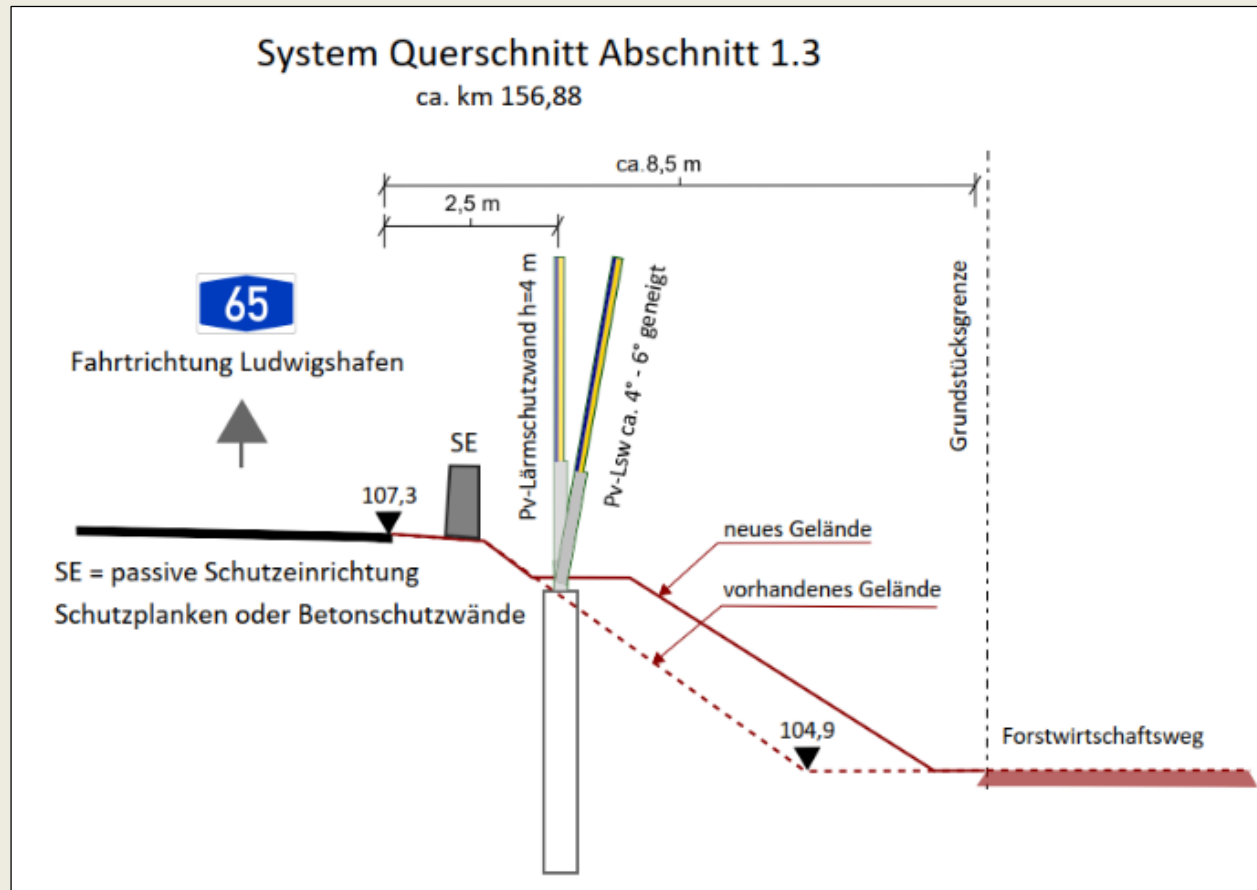 System Querschnitt Abschnitt 1.3
ca. km 156,88
ca.8,5 m
2,5 m
65
Fahrtrichtung Ludwigshafen
SE
Pv-Lärmschutzwand h=4 m
Pv-Lsw ca. 4° - 6° geneigt
Grundstücksgrenze
107,3
SE = passive Schutzeinrichtung
Schutzplanken oder Betonschutzwände
neues Gelände
vorhandenes Gelände
104,9
Forstwirtschaftsweg